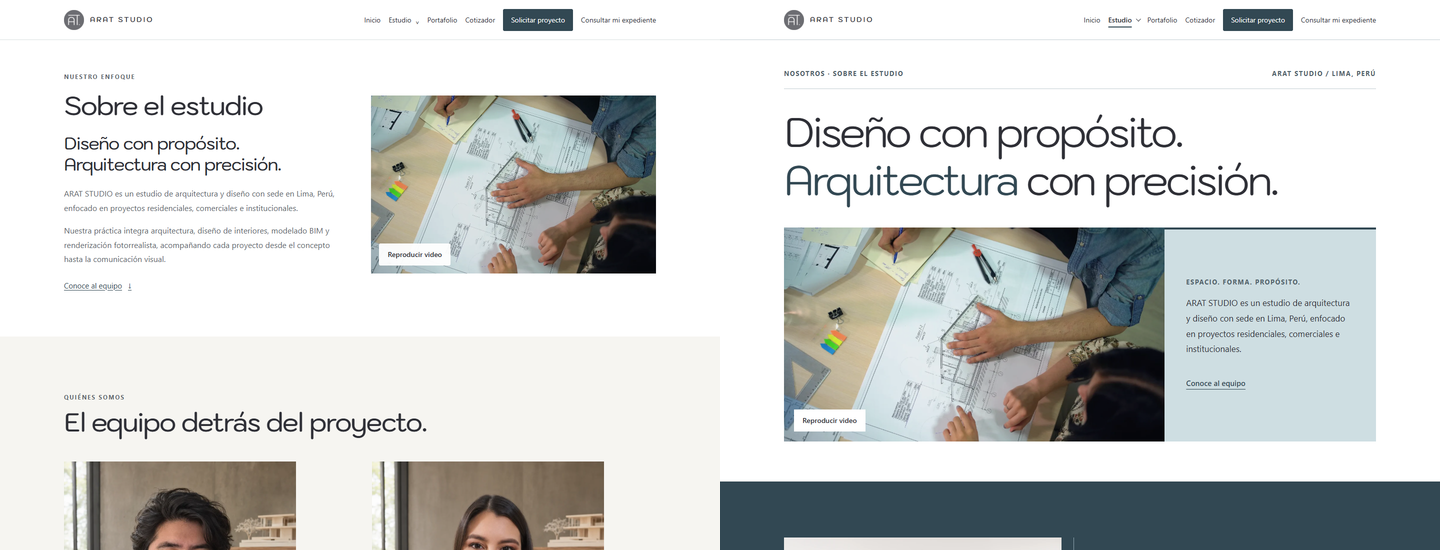 ARAT STUDIO
Inicio Estudio Portafolio Cotizador Solicitar proyecto Consultar mi expediente
NUESTRO ENFOQUE
Sobre el estudio
Diseño con propósito.
Arquitectura con precisión.
ARAT STUDIO es un estudio de arquitectura y diseño con sede en Lima, Perú,
enfocado en proyectos residenciales, comerciales e institucionales.
Nuestra práctica integra arquitectura, diseño de interiores, modelado BIM y
renderización fotorrealista, acompañando cada proyecto desde el concepto
hasta la comunicación visual.
Conoce al equipo ↓
Reproducir video
QUIÉNES SOMOS
El equipo detrás del proyecto.
ARAT STUDIO
Inicio Estudio Portafolio Cotizador Solicitar proyecto Consultar mi expediente
NOSOTROS · SOBRE EL ESTUDIO
ARAT STUDIO / LIMA, PERÚ
Diseño con propósito.
Arquitectura con precisión.
Reproducir video
ESPACIO. FORMA. PROPÓSITO.
ARAT STUDIO es un estudio de arquitectura
y diseño con sede en Lima, Perú, enfocado
en proyectos residenciales, comerciales e
institucionales.
Conoce al equipo